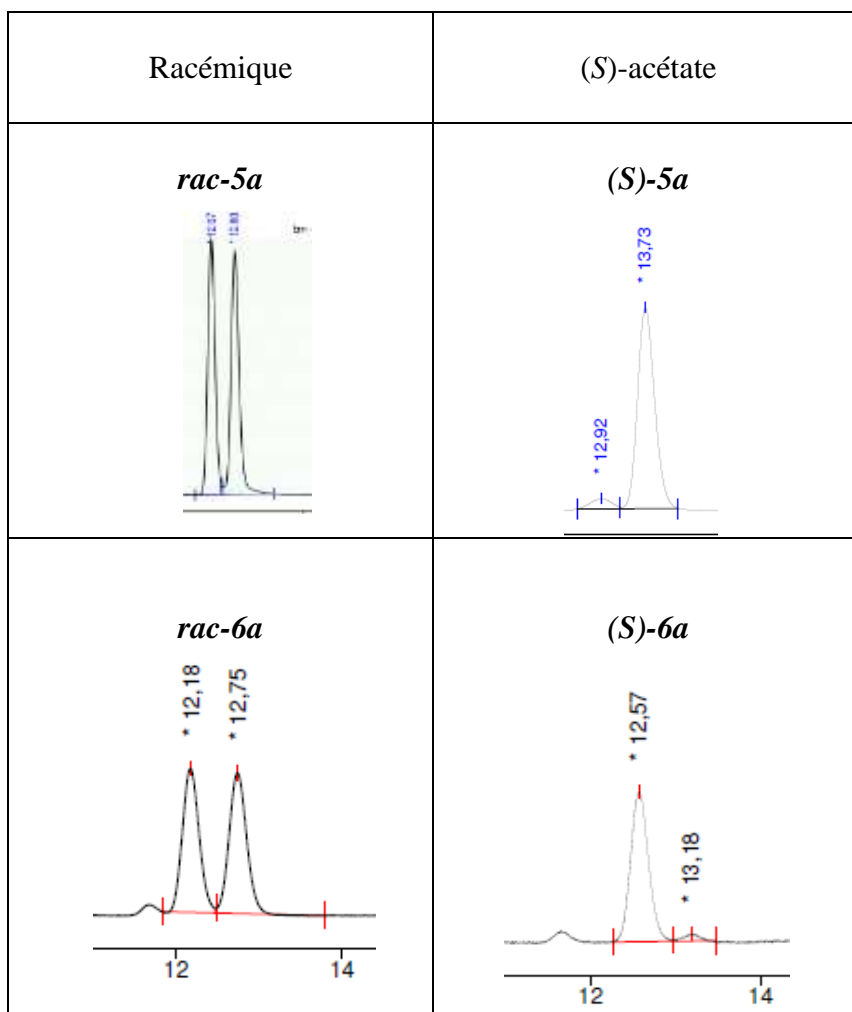 Racémique
(S)-acétate
rac-5a
(S)-5a
* 13,73
* 12,92
rac-6a
(S)-6a
* 12,18
* 12,75
* 12,57
* 13,18
12
14
12
14